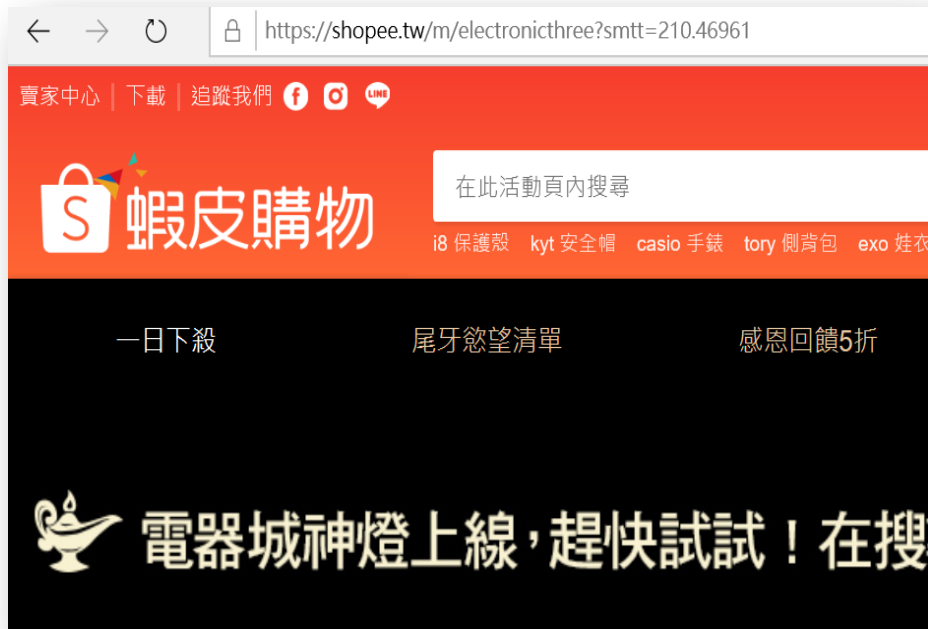 https://shopee.tw/m/electronicthree?smtt=210.46961
賣家中心 | 下載 | 追蹤我們 f LINE
S 蝦皮購物
在此活動頁內搜尋
i8 保護殼 kyt 安全帽 casio 手錶 tory 側背包 exo 娃衣
一日下殺 尾牙慾望清單 感恩回饋5折
電器城神燈上線,趕快試試!在搜